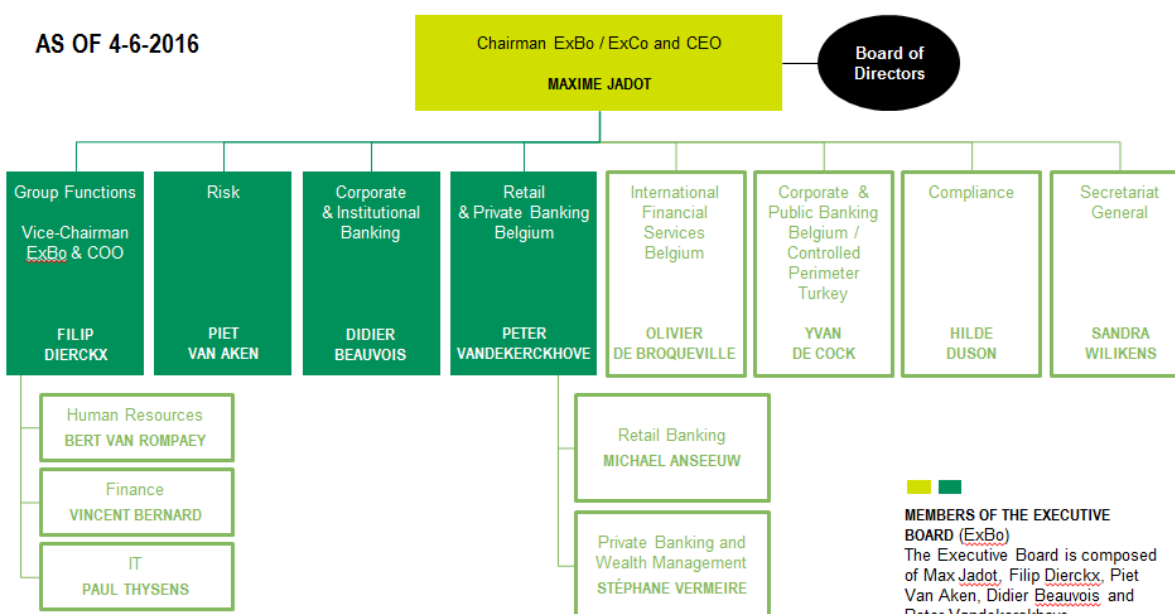 AS OF 4-6-2016
Chairman ExBo / ExCo and CEO
MAXIME JADOT
Board of
Directors
Group Functions
Vice-Chairman
ExBo & COO
FILIP
DIERCKX
Risk
PIET
VAN AKEN
Corporate
& Institutional
Banking
DIDIER
BEAUVOIS
Retail
& Private Banking
Belgium
PETER
VANDEKERCKHOVE
International
Financial
Services
Belgium
OLIVIER
DE BROQUEVILLE
Corporate &
Public Banking
Belgium /
Controlled
Perimeter
Turkey
YVAN
DE COCK
Compliance
HILDE
DUSON
Secretariat
General
SANDRA
WILIKENS
Human Resources
BERT VAN ROMPAEY
Finance
VINCENT BERNARD
IT
PAUL THYSENS
Retail Banking
MICHAEL ANSEEUW
Private Banking and
Wealth Management
STÉPHANE VERMEIRE
MEMBERS OF THE EXECUTIVE
BOARD (ExBo)
The Executive Board is composed
of Max Jadot, Filip Dierckx, Piet
Van Aken, Didier Beauvois and
Peter Vandekerckhove